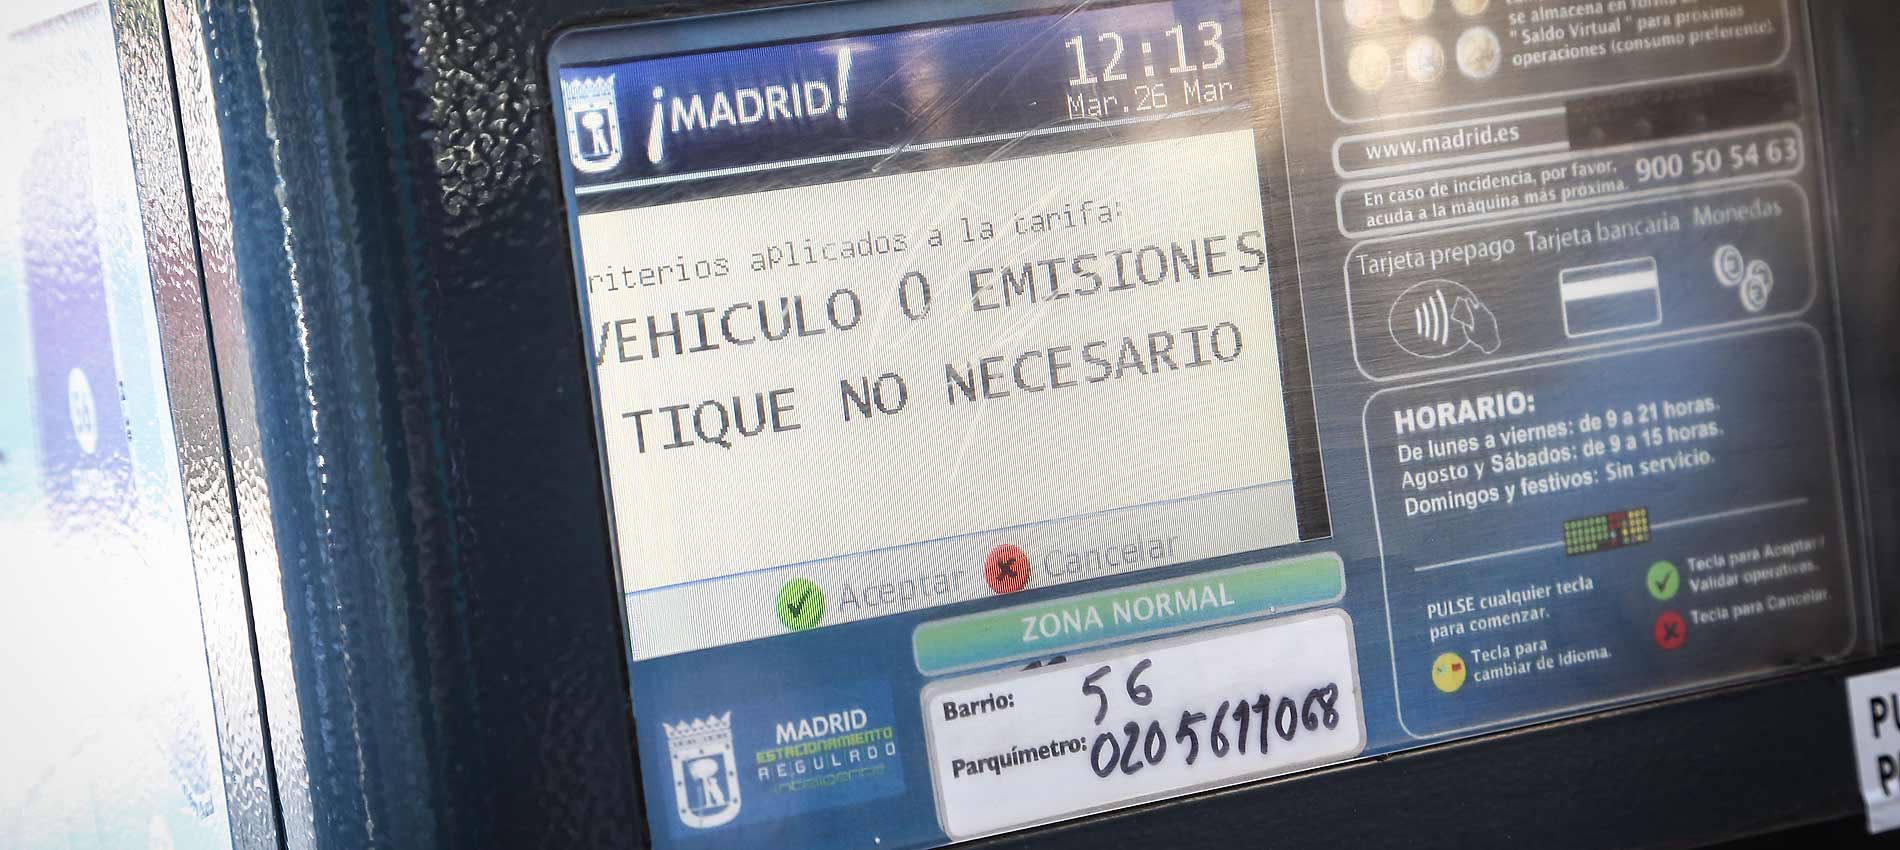 ¡MADRID!
12:13
Mar.26 Mar
riterios aplicados a la tarifa:
VEHICULO 0 EMISIONES
TIQUE NO NECESARIO
Aceptar
Cancelar
ZONA NORMAL
Barrio: 56
Parquímetro: 0205611068
MADRID
ESTACIONAMIENTO
REGULADO
inteligente
se almacena en forma
"Saldo Virtual" para próximas
operaciones (consumo preferente).
www.madrid.es
En caso de incidencia, por favor,
acuda a la máquina más próxima.
900 50 54 63
Tarjeta prepago
Tarjeta bancaria
Monedas
HORARIO:
De lunes a viernes: de 9 a 21 horas.
Agosto y Sábados: de 9 a 15 horas.
Domingos y festivos: Sin servicio.
PULSE cualquier tecla
para comenzar.
Tecla para
cambiar de Idioma.
Tecla para Aceptar/
Validar operativas.
Tecla para Cancelar.